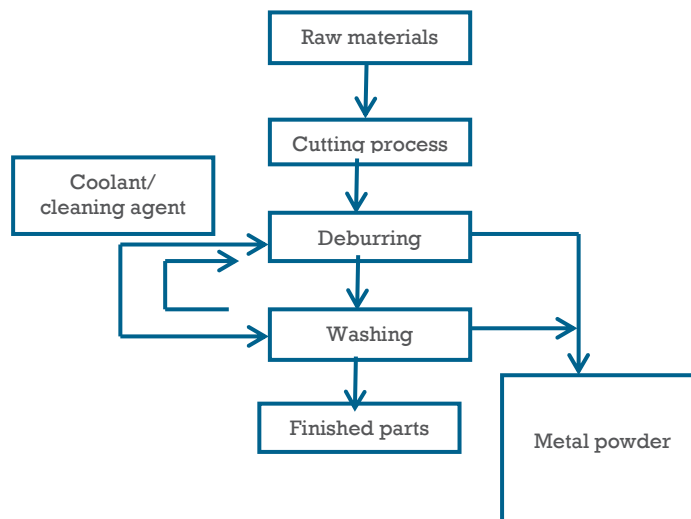 Raw materials
Cutting process
Coolant/
cleaning agent
Deburring
Washing
Finished parts
Metal powder